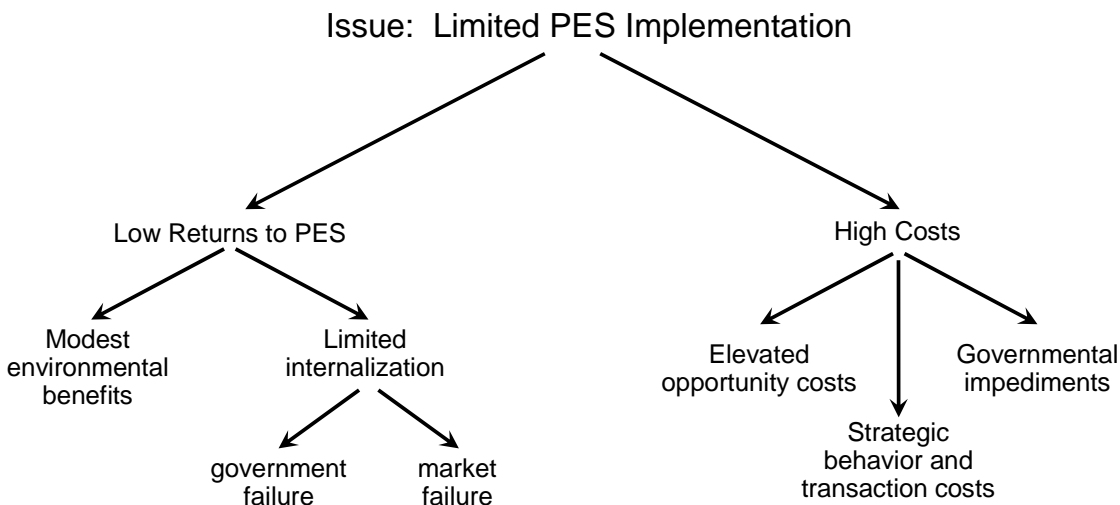 Issue:  Limited PES Implementation
Low Returns to PES
High Costs
Modest
environmental
benefits
Limited
internalization
Elevated
opportunity costs
Governmental
impediments
Strategic
behavior and
transaction costs
government
failure
market
failure